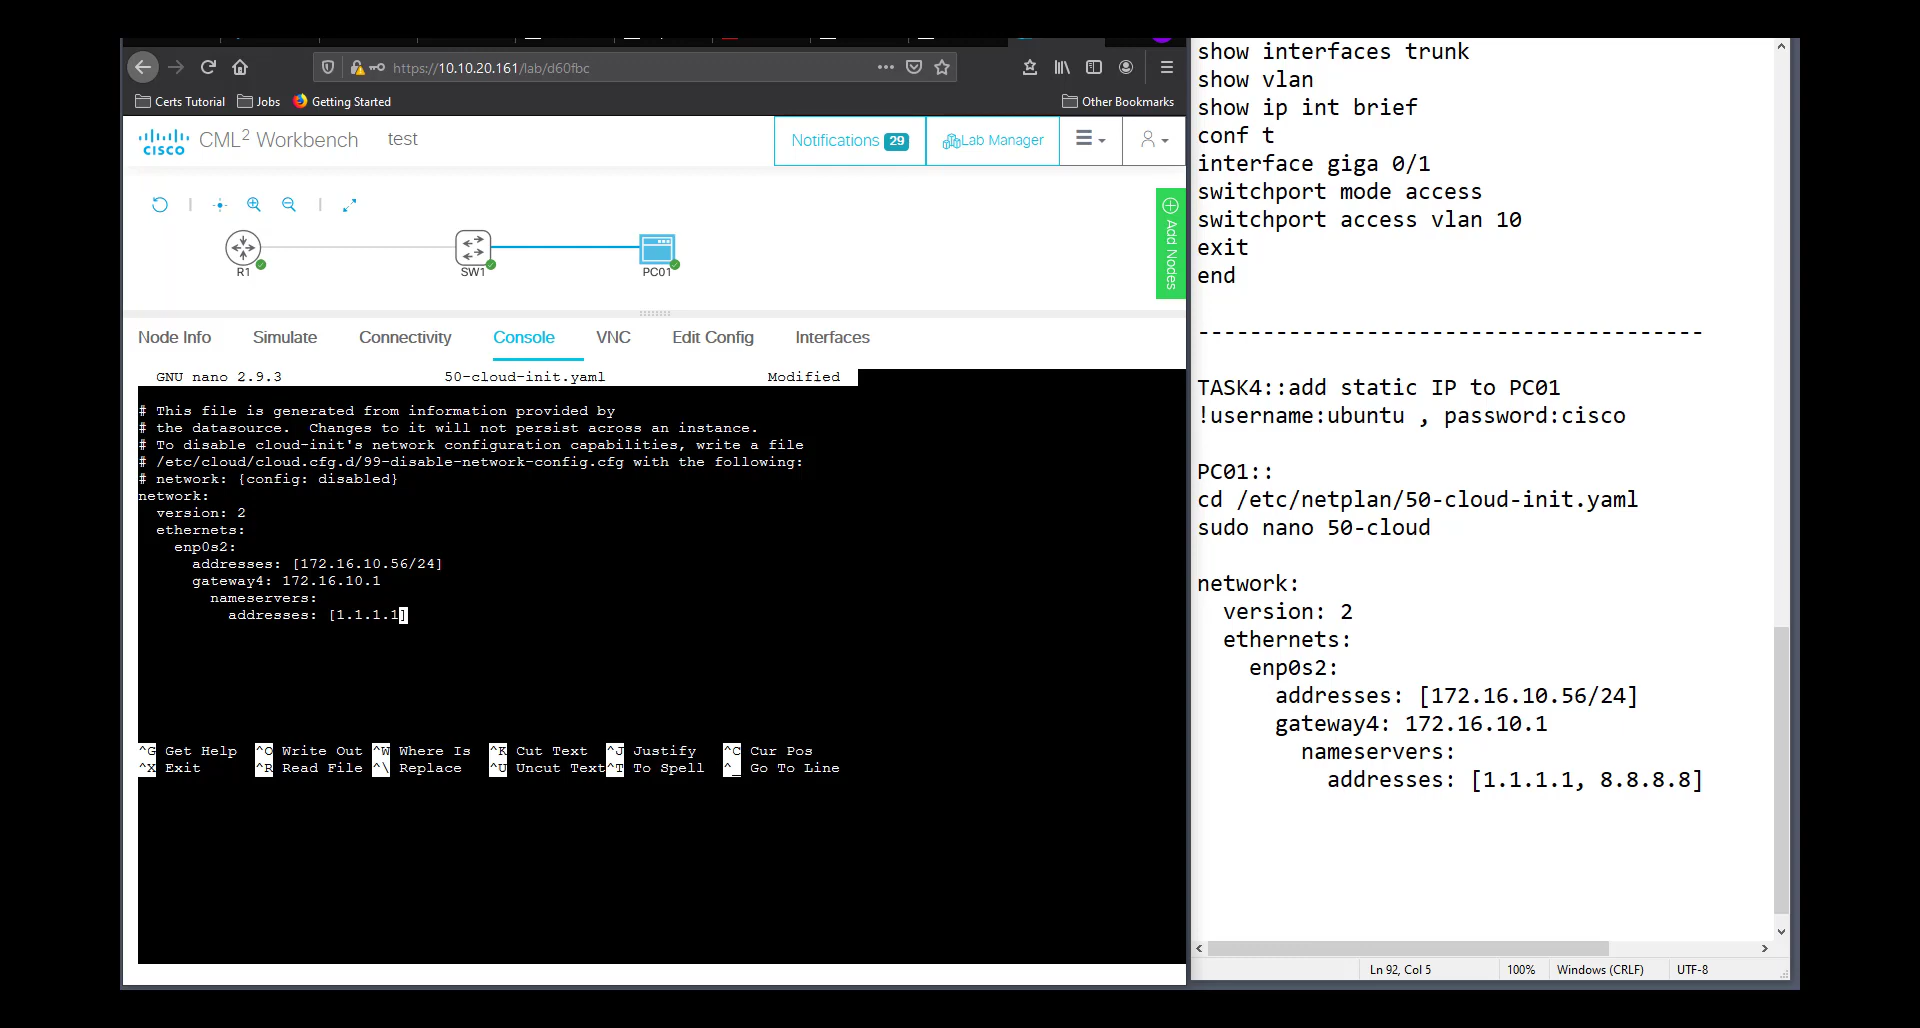 https://10.10.20.161/lab/d60fbc
Certs Tutorial
Jobs
Getting Started
Other Bookmarks
CISCO
CML2 Workbench
test
Notifications 29
Lab Manager
Add Nodes
R1
SW1
PC01
Node Info
Simulate
Connectivity
Console
VNC
Edit Config
Interfaces
GNU nano 2.9.3 50-cloud-init.yaml Modified
# This file is generated from information provided by
# the datasource.  Changes to it will not persist across an instance.
# To disable cloud-init's network configuration capabilities, write a file
# /etc/cloud/cloud.cfg.d/99-disable-network-config.cfg with the following:
# network: {config: disabled}
network:
  version: 2
  ethernets:
    enp0s2:
      addresses: [172.16.10.56/24]
      gateway4: 172.16.10.1
        nameservers:
          addresses: [1.1.1.1]
^G Get Help ^O Write Out ^W Where Is ^K Cut Text ^J Justify ^C Cur Pos
^X Exit ^R Read File ^\ Replace ^U Uncut Text ^T To Spell ^_ Go To Line
show interfaces trunk
show vlan
show ip int brief
conf t
interface giga 0/1
switchport mode access
switchport access vlan 10
exit
end
---------------------------------------
TASK4::add static IP to PC01
!username:ubuntu , password:cisco
PC01::
cd /etc/netplan/50-cloud-init.yaml
sudo nano 50-cloud
network:
  version: 2
  ethernets:
    enp0s2:
      addresses: [172.16.10.56/24]
      gateway4: 172.16.10.1
        nameservers:
          addresses: [1.1.1.1, 8.8.8.8]
Ln 92, Col 5
100%
Windows (CRLF)
UTF-8